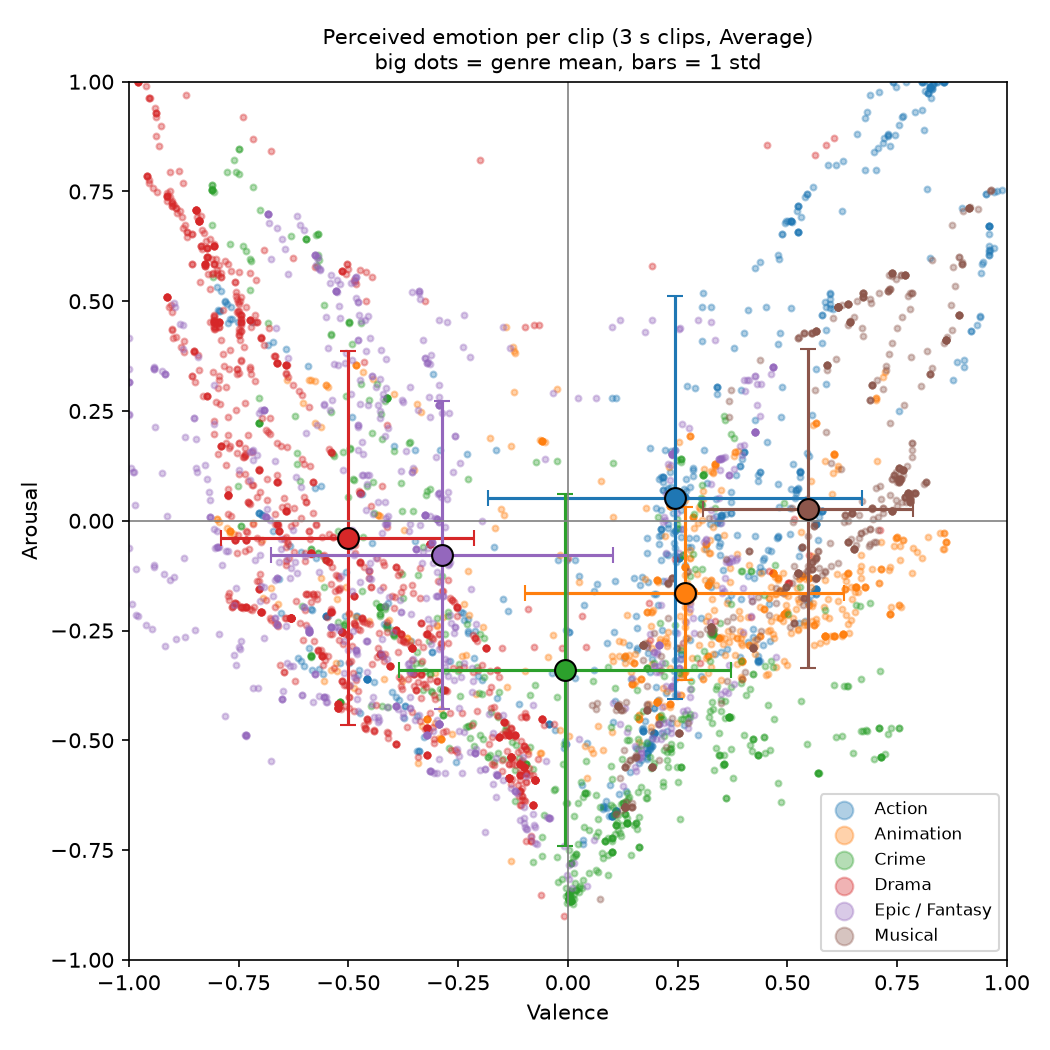 Perceived emotion per clip (3 s clips, Average)
big dots = genre mean, bars = 1 std
1.00
0.75
0.50
0.25
0.00
−0.25
−0.50
−0.75
−1.00
Arousal
−1.00 −0.75 −0.50 −0.25 0.00 0.25 0.50 0.75 1.00
Valence
Action
Animation
Crime
Drama
Epic / Fantasy
Musical